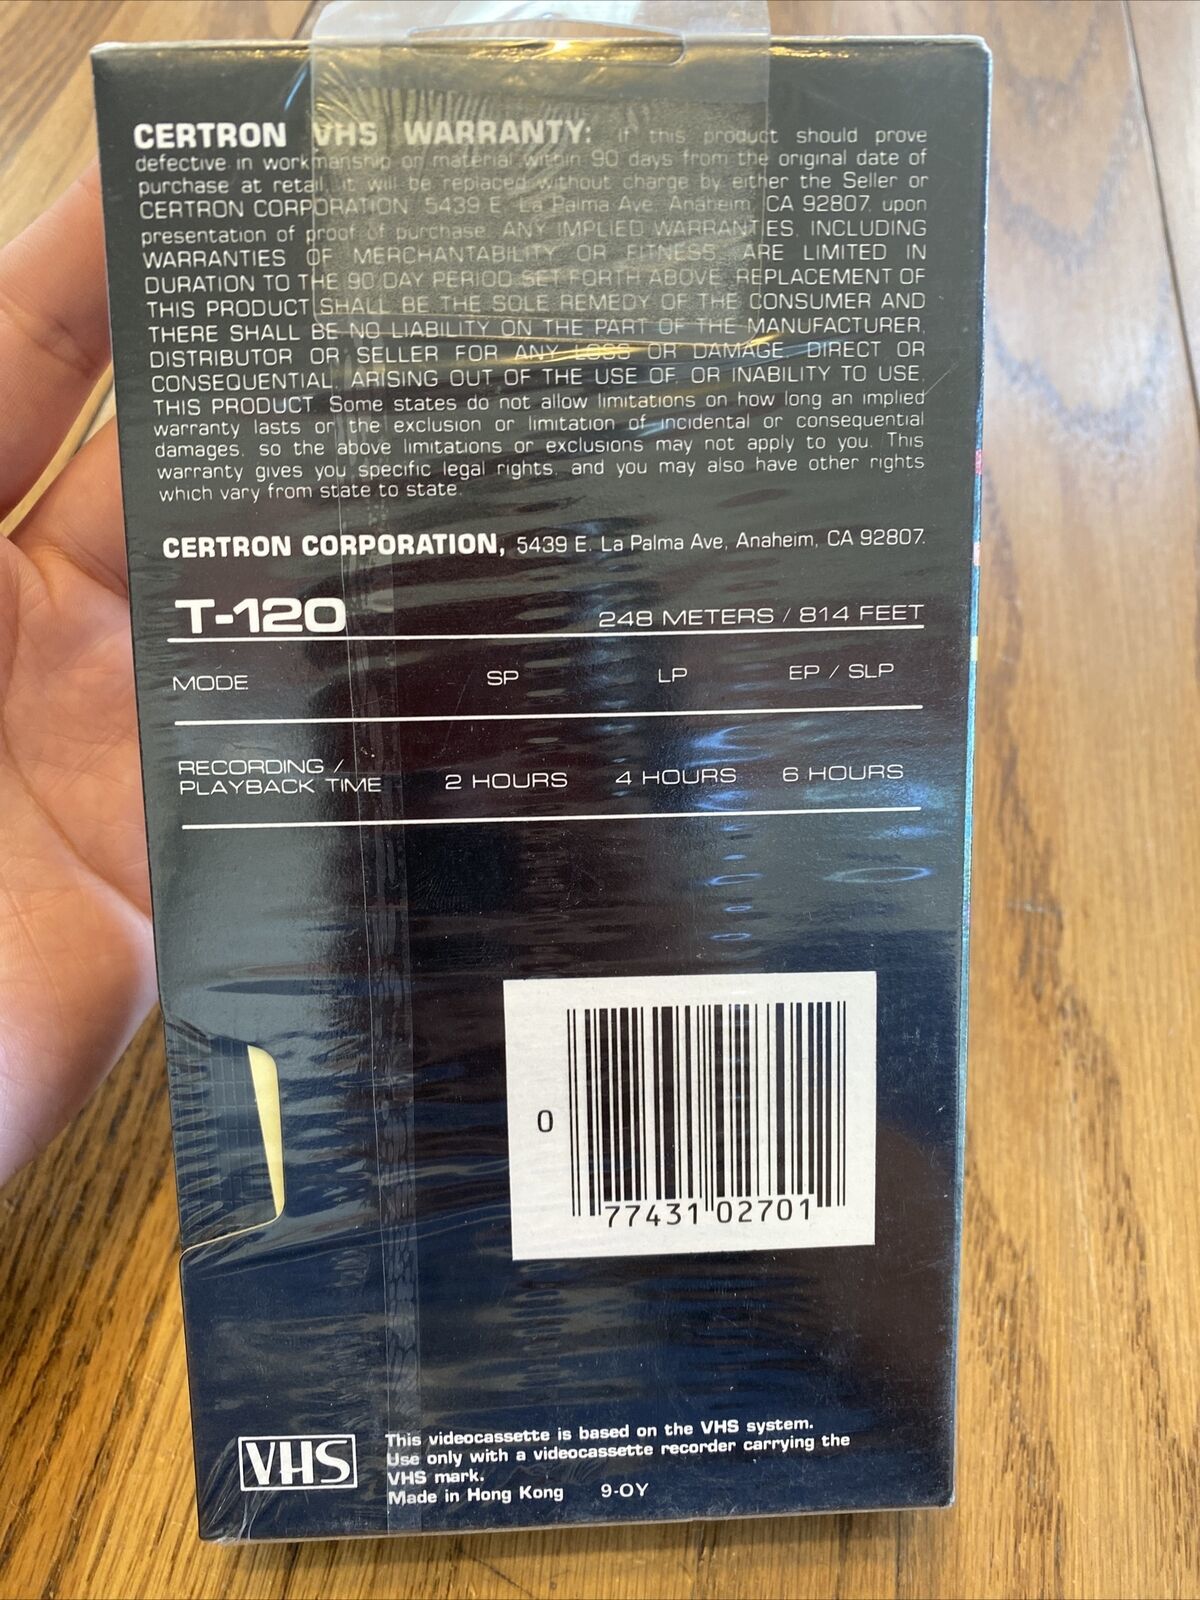 CERTRON VHS WARRANTY: If this product should prove
defective in workmanship or material within 90 days from the original date of
purchase at retail, it will be replaced without charge by either the Seller or
CERTRON CORPORATION, 5439 E. La Palma Ave. Anaheim, CA 92807, upon
presentation of proof of purchase. ANY IMPLIED WARRANTIES, INCLUDING
WARRANTIES OF MERCHANTABILITY OR FITNESS, ARE LIMITED IN
DURATION TO THE 90 DAY PERIOD SET FORTH ABOVE. REPLACEMENT OF
THIS PRODUCT SHALL BE THE SOLE REMEDY OF THE CONSUMER AND
THERE SHALL BE NO LIABILITY ON THE PART OF THE MANUFACTURER,
DISTRIBUTOR OR SELLER FOR ANY LOSS OR DAMAGE, DIRECT OR
CONSEQUENTIAL, ARISING OUT OF THE USE OF, OR INABILITY TO USE,
THIS PRODUCT. Some states do not allow limitations on how long an implied
warranty lasts or the exclusion or limitation of incidental or consequential
damages, so the above limitations or exclusions may not apply to you. This
warranty gives you specific legal rights, and you may also have other rights
which vary from state to state.
CERTRON CORPORATION, 5439 E. La Palma Ave, Anaheim, CA 92807.
T-120 248 METERS / 814 FEET
MODE SP LP EP / SLP
RECORDING /
PLAYBACK TIME 2 HOURS 4 HOURS 6 HOURS
0 77431 02701
VHS
This videocassette is based on the VHS system.
Use only with a videocassette recorder carrying the
VHS mark.
Made in Hong Kong 9-OY